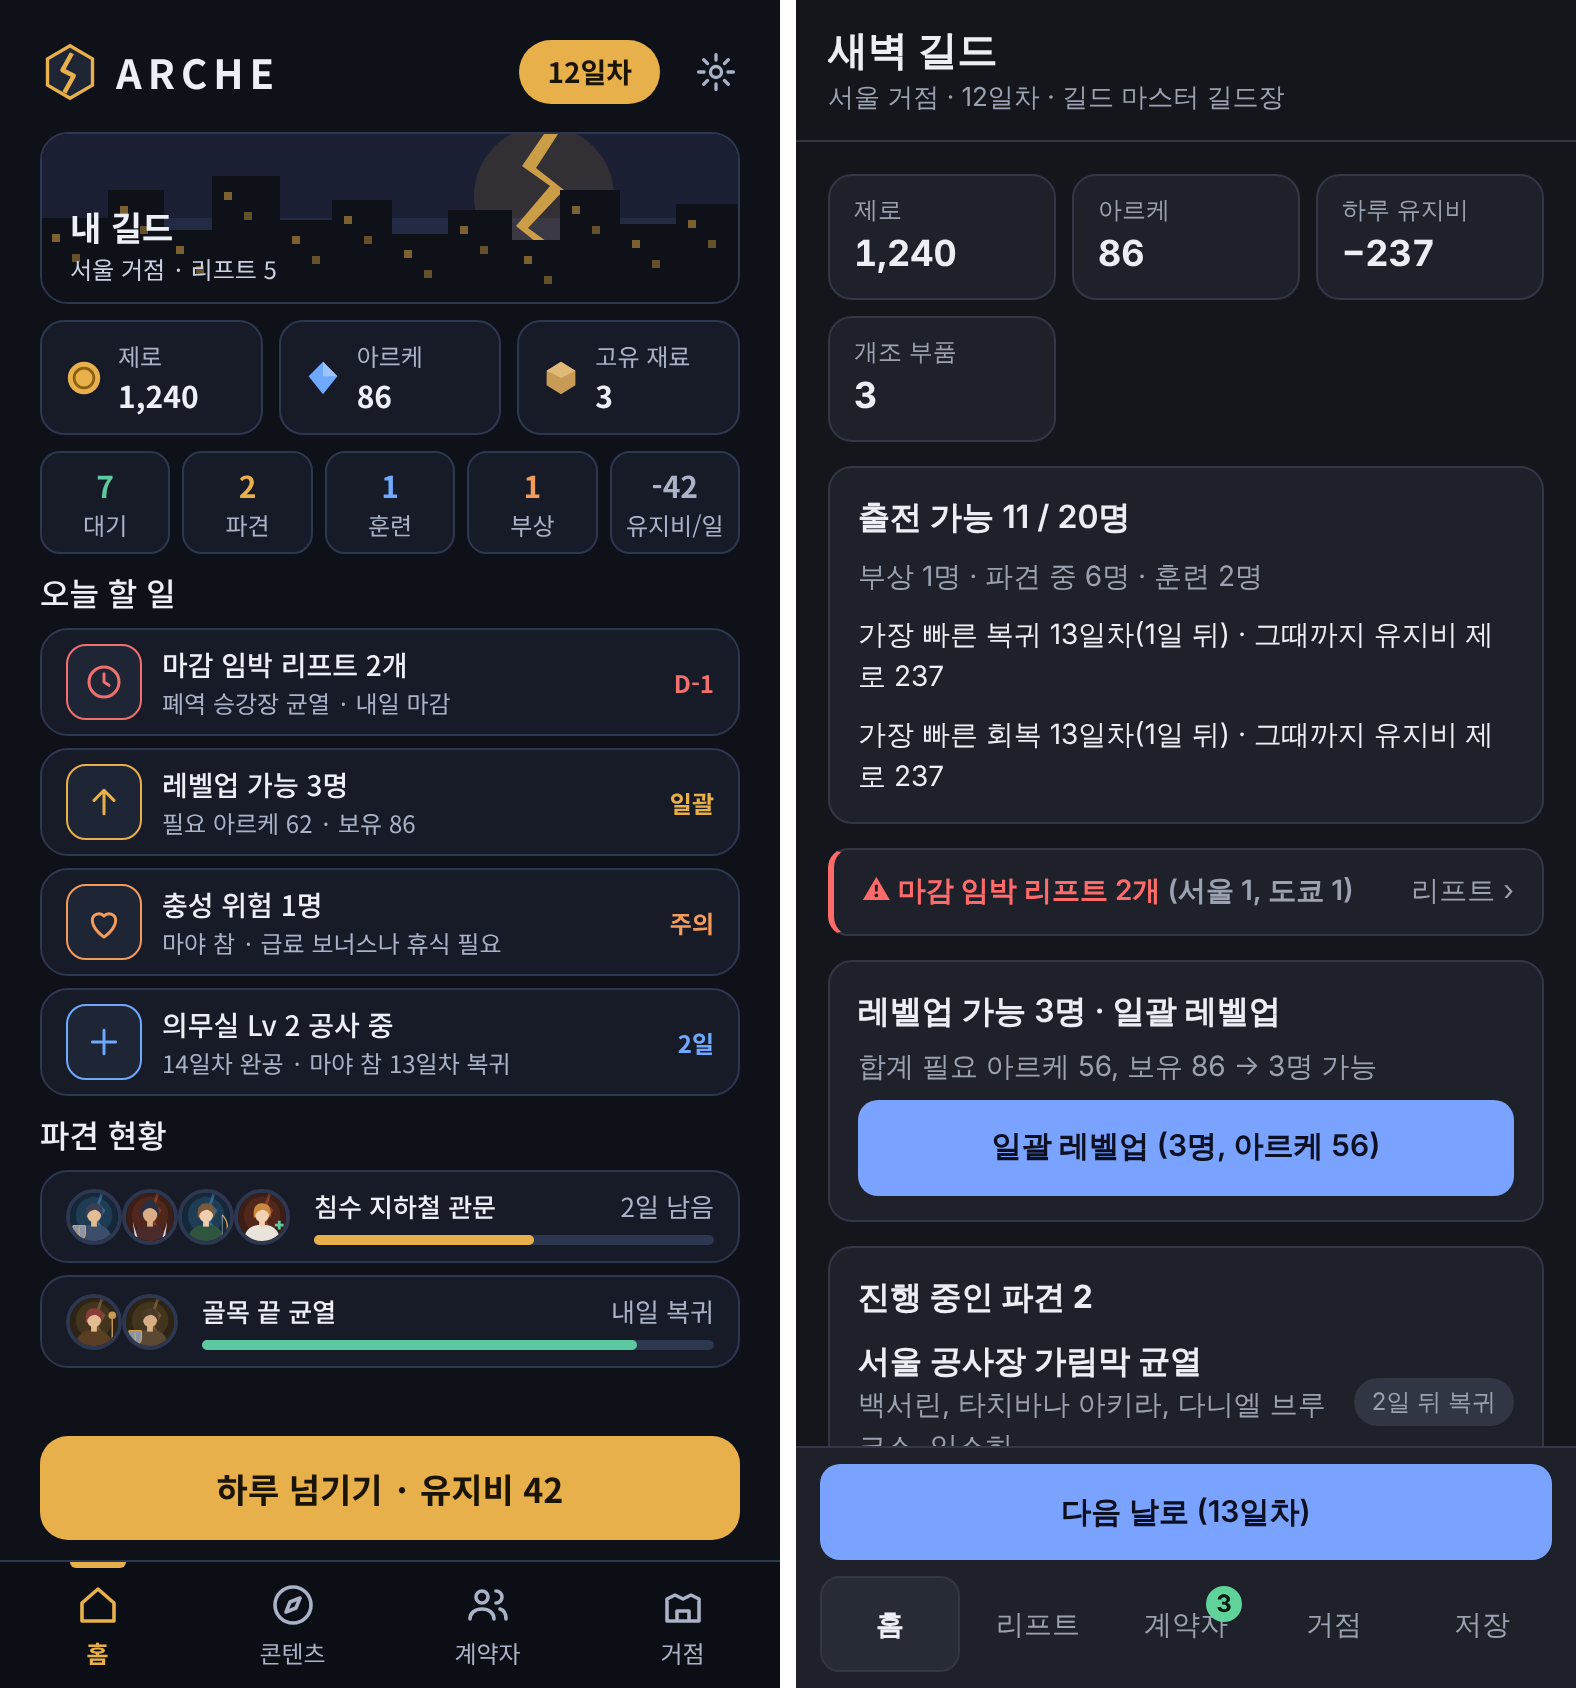 ARCHE
12일차
내 길드
서울 거점 · 리프트 5
제로
1,240
아르케
86
고유 재료
3
7
대기
2
파견
1
훈련
1
부상
-42
유지비/일
오늘 할 일
마감 임박 리프트 2개
폐역 승강장 균열 · 내일 마감
D-1
레벨업 가능 3명
필요 아르케 62 · 보유 86
일괄
충성 위험 1명
마야 참 · 급료 보너스나 휴식 필요
주의
의무실 Lv 2 공사 중
14일차 완공 · 마야 참 13일차 복귀
2일
파견 현황
침수 지하철 관문
2일 남음
골목 끝 균열
내일 복귀
하루 넘기기 · 유지비 42
홈
콘텐츠
계약자
거점
새벽 길드
서울 거점 · 12일차 · 길드 마스터 길드장
제로
1,240
아르케
86
하루 유지비
−237
개조 부품
3
출전 가능 11 / 20명
부상 1명 · 파견 중 6명 · 훈련 2명
가장 빠른 복귀 13일차(1일 뒤) · 그때까지 유지비 제
로 237
가장 빠른 회복 13일차(1일 뒤) · 그때까지 유지비 제
로 237
마감 임박 리프트 2개 (서울 1, 도쿄 1)
리프트 ›
레벨업 가능 3명 · 일괄 레벨업
합계 필요 아르케 56, 보유 86 → 3명 가능
일괄 레벨업 (3명, 아르케 56)
진행 중인 파견 2
서울 공사장 가림막 균열
백서린, 타치바나 아키라, 다니엘 브루
2일 뒤 복귀
다음 날로 (13일차)
홈
리프트
계약자
3
거점
저장